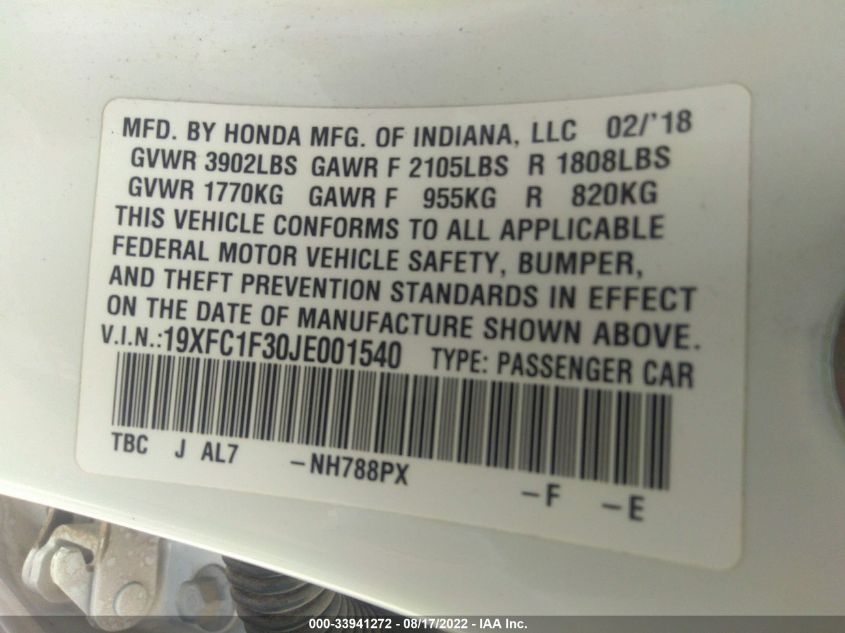 MFD. BY HONDA MFG. OF INDIANA, LLC 02/'18
GVWR 3902LBS GAWR F 2105LBS R 1808LBS
GVWR 1770KG GAWR F 955KG R 820KG
THIS VEHICLE CONFORMS TO ALL APPLICABLE
FEDERAL MOTOR VEHICLE SAFETY, BUMPER,
AND THEFT PREVENTION STANDARDS IN EFFECT
ON THE DATE OF MANUFACTURE SHOWN ABOVE.
V.I.N.:19XFC1F30JE001540 TYPE: PASSENGER CAR
TBC J AL7 -NH788PX -F -E
000-33941272 - 08/17/2022 - IAA Inc.